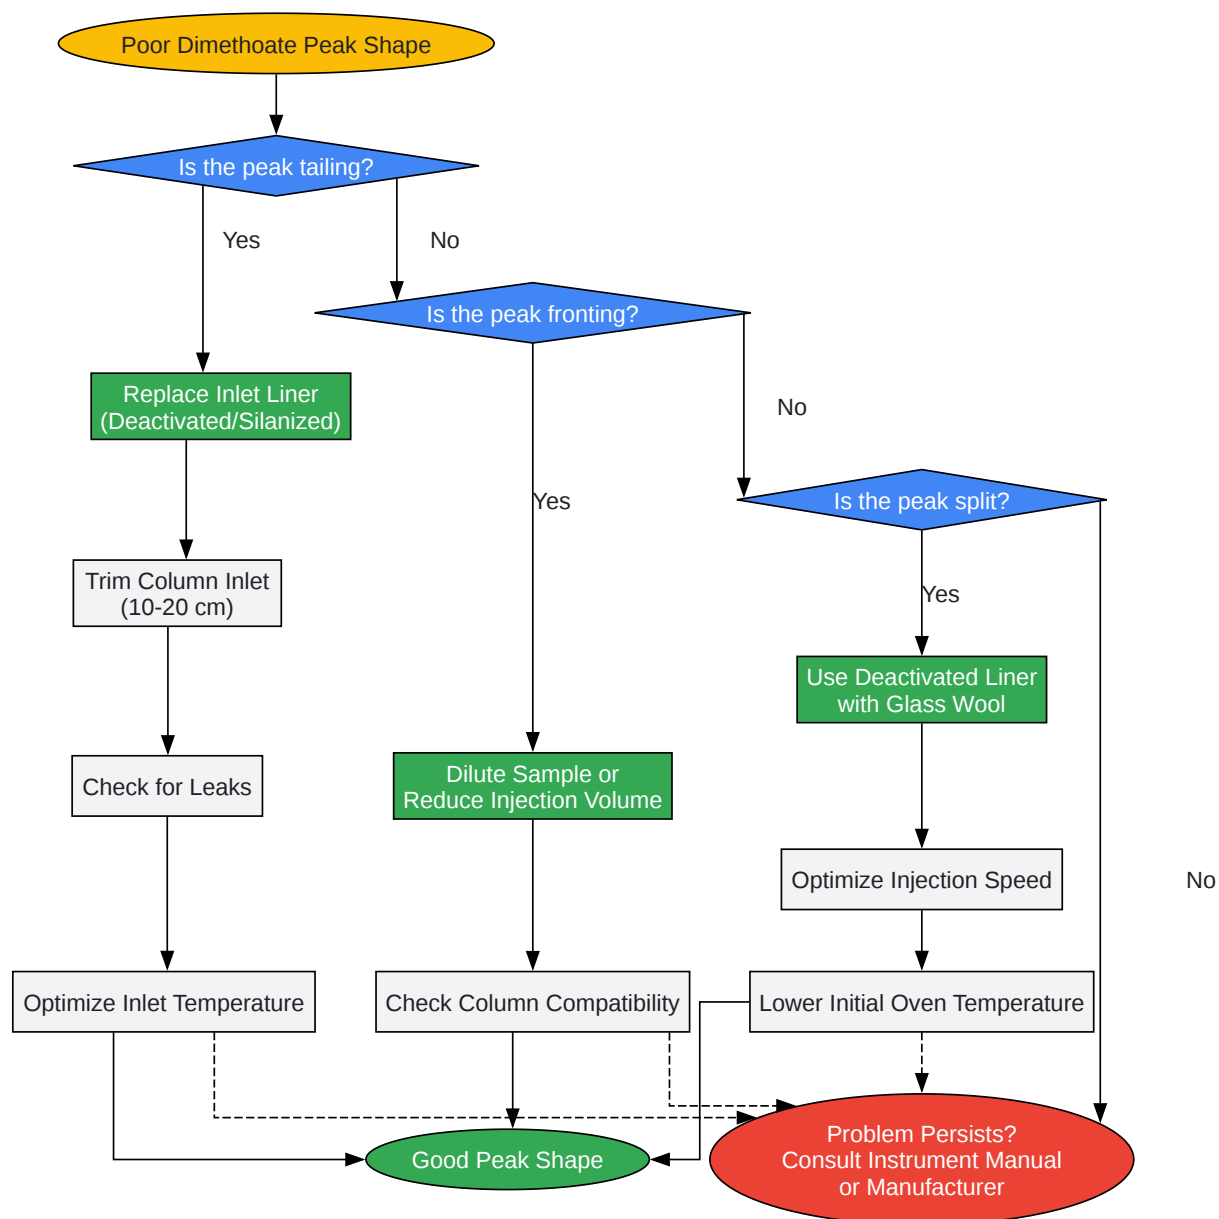 Poor Dimethoate Peak Shape
Is the peak tailing?
Yes
No
Is the peak fronting?
Replace Inlet Liner
(Deactivated/Silanized)
No
Yes
Is the peak split?
Trim Column Inlet
(10-20 cm)
Yes
Use Deactivated Liner
with Glass Wool
Check for Leaks
Dilute Sample or
Reduce Injection Volume
Optimize Injection Speed
No
Optimize Inlet Temperature
Check Column Compatibility
Lower Initial Oven Temperature
Good Peak Shape
Problem Persists?
Consult Instrument Manual
or Manufacturer